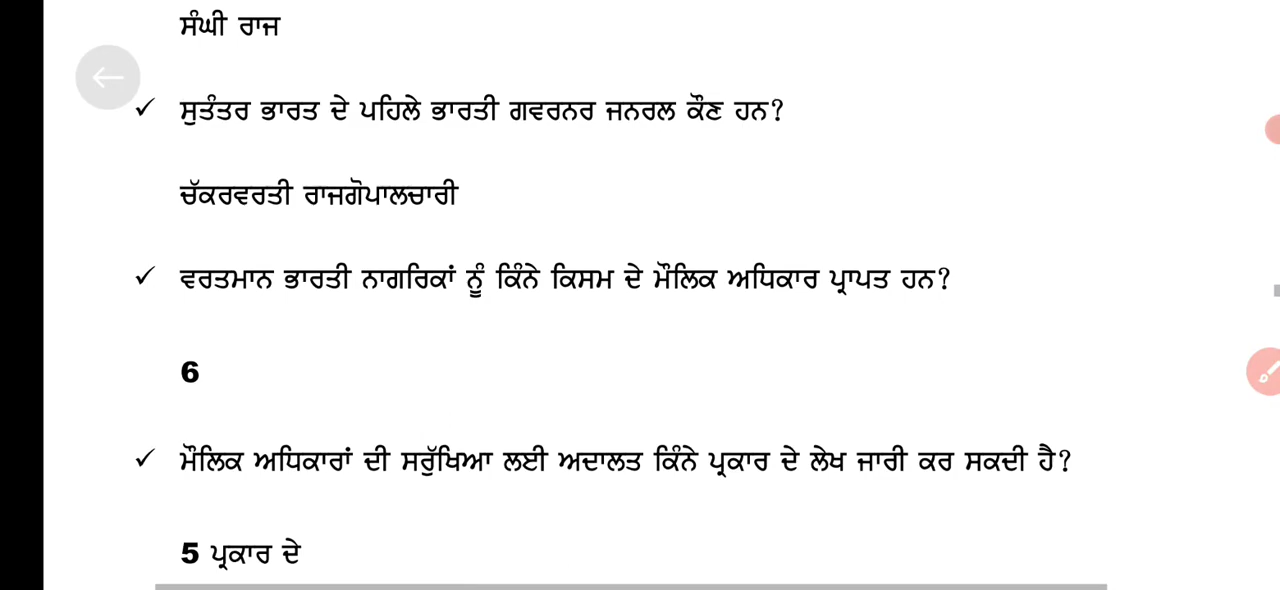 ਸੰਘੀ ਰਾਜ
✓ ਸੁਤੰਤਰ ਭਾਰਤ ਦੇ ਪਹਿਲੇ ਭਾਰਤੀ ਗਵਰਨਰ ਜਨਰਲ ਕੌਣ ਹਨ?
ਚੱਕਰਵਰਤੀ ਰਾਜਗੋਪਾਲਚਾਰੀ
✓ ਵਰਤਮਾਨ ਭਾਰਤੀ ਨਾਗਰਿਕਾਂ ਨੂੰ ਕਿੰਨੇ ਕਿਸਮ ਦੇ ਮੌਲਿਕ ਅਧਿਕਾਰ ਪ੍ਰਾਪਤ ਹਨ?
6
✓ ਮੌਲਿਕ ਅਧਿਕਾਰਾਂ ਦੀ ਸਰੁੱਖਿਆ ਲਈ ਅਦਾਲਤ ਕਿੰਨੇ ਪ੍ਰਕਾਰ ਦੇ ਲੇਖ ਜਾਰੀ ਕਰ ਸਕਦੀ ਹੈ?
5 ਪ੍ਰਕਾਰ ਦੇ